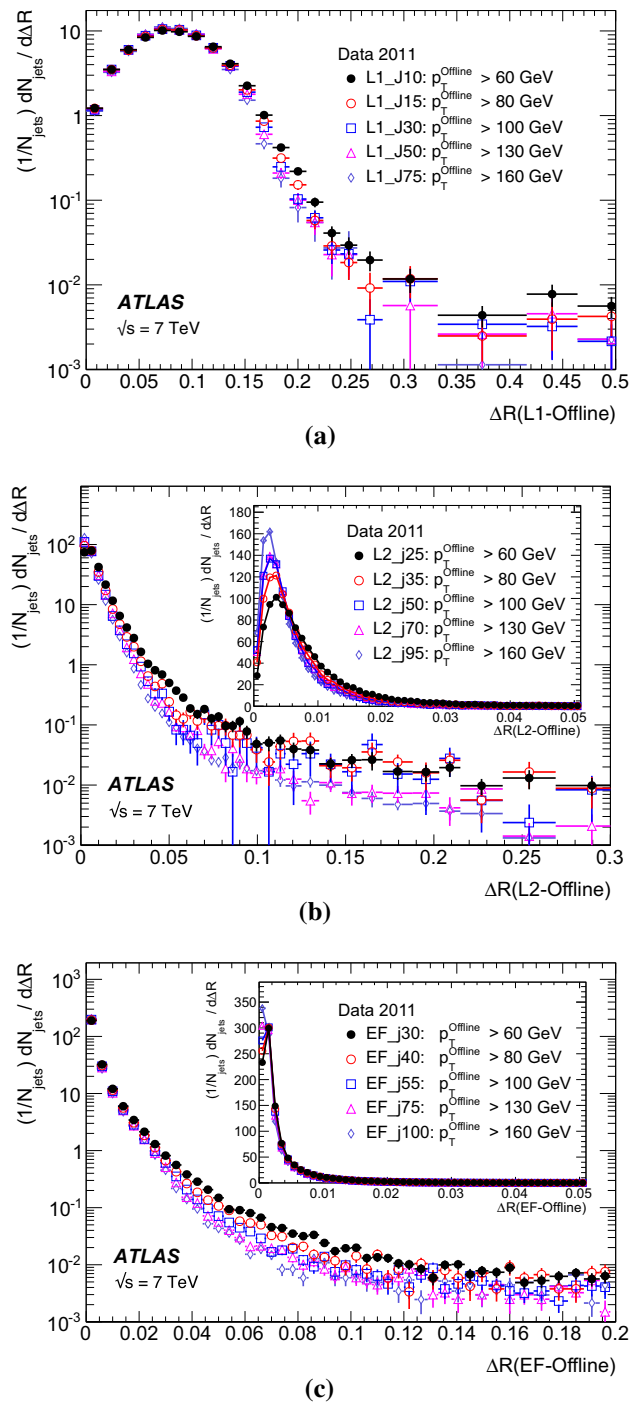 (1/N_jets) dN_jets / dΔR
10²
10
1
10⁻¹
10⁻²
10⁻³
Data 2011
L1_J10: p_T^Offline > 60 GeV
L1_J15: p_T^Offline > 80 GeV
L1_J30: p_T^Offline > 100 GeV
L1_J50: p_T^Offline > 130 GeV
L1_J75: p_T^Offline > 160 GeV
ATLAS
√s = 7 TeV
0 0.05 0.1 0.15 0.2 0.25 0.3 0.35 0.4 0.45 0.5
ΔR(L1-Offline)
(a)
(1/N_jets) dN_jets / dΔR
10²
10
1
10⁻¹
10⁻²
10⁻³
(1/N_jets) dN_jets / dΔR
180
160
140
120
100
80
60
40
20
0
Data 2011
L2_j25: p_T^Offline > 60 GeV
L2_j35: p_T^Offline > 80 GeV
L2_j50: p_T^Offline > 100 GeV
L2_j70: p_T^Offline > 130 GeV
L2_j95: p_T^Offline > 160 GeV
0 0.01 0.02 0.03 0.04 0.05
ΔR(L2-Offline)
ATLAS
√s = 7 TeV
0 0.05 0.1 0.15 0.2 0.25 0.3
ΔR(L2-Offline)
(b)
(1/N_jets) dN_jets / dΔR
10³
10²
10
1
10⁻¹
10⁻²
10⁻³
(1/N_jets) dN_jets / dΔR
350
300
250
200
150
100
50
0
Data 2011
EF_j30: p_T^Offline > 60 GeV
EF_j40: p_T^Offline > 80 GeV
EF_j55: p_T^Offline > 100 GeV
EF_j75: p_T^Offline > 130 GeV
EF_j100: p_T^Offline > 160 GeV
0 0.01 0.02 0.03 0.04 0.05
ΔR(EF-Offline)
ATLAS
√s = 7 TeV
0 0.02 0.04 0.06 0.08 0.1 0.12 0.14 0.16 0.18 0.2
ΔR(EF-Offline)
(c)